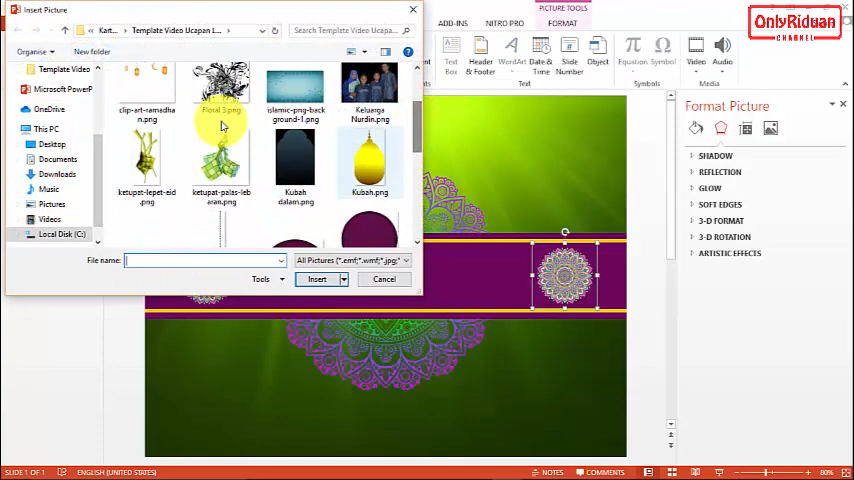 Insert Picture
PICTURE TOOLS
OnlyRiduan
CHANNEL
ADD-INS
NITRO PRO
FORMAT
Kart...
Template Video Ucapan L...
Search Template Video Ucapan L...
Organise
New folder
Text Box
Header & Footer
WordArt
Date & Time
Slide Number
Object
Equation
Symbol
Video
Audio
Text
Symbols
Media
Template Video
Microsoft PowerP
OneDrive
This PC
Desktop
Documents
Downloads
Music
Pictures
Videos
Local Disk (C:)
clip-art-ramadha
n.png
Floral 3.png
islamic-png-back
ground-1.png
Keluarga
Nurdin.png
ketupat-lepet-eid
.png
ketupat-palas-leb
aran.png
Kubah
dalam.png
Kubah.png
File name:
All Pictures (*.emf;*.wmf;*.jpg;*
Tools
Insert
Cancel
Format Picture
SHADOW
REFLECTION
GLOW
SOFT EDGES
3-D FORMAT
3-D ROTATION
ARTISTIC EFFECTS
SLIDE 1 OF 1
ENGLISH (UNITED STATES)
NOTES
COMMENTS
80%